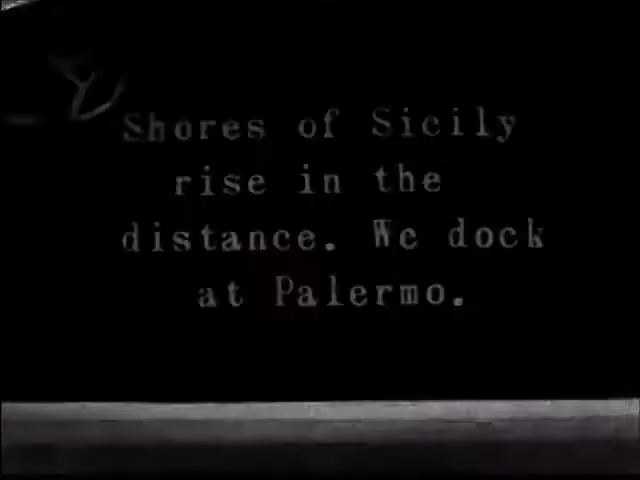 Shores of Sicily
rise in the
distance. We dock
at Palermo.